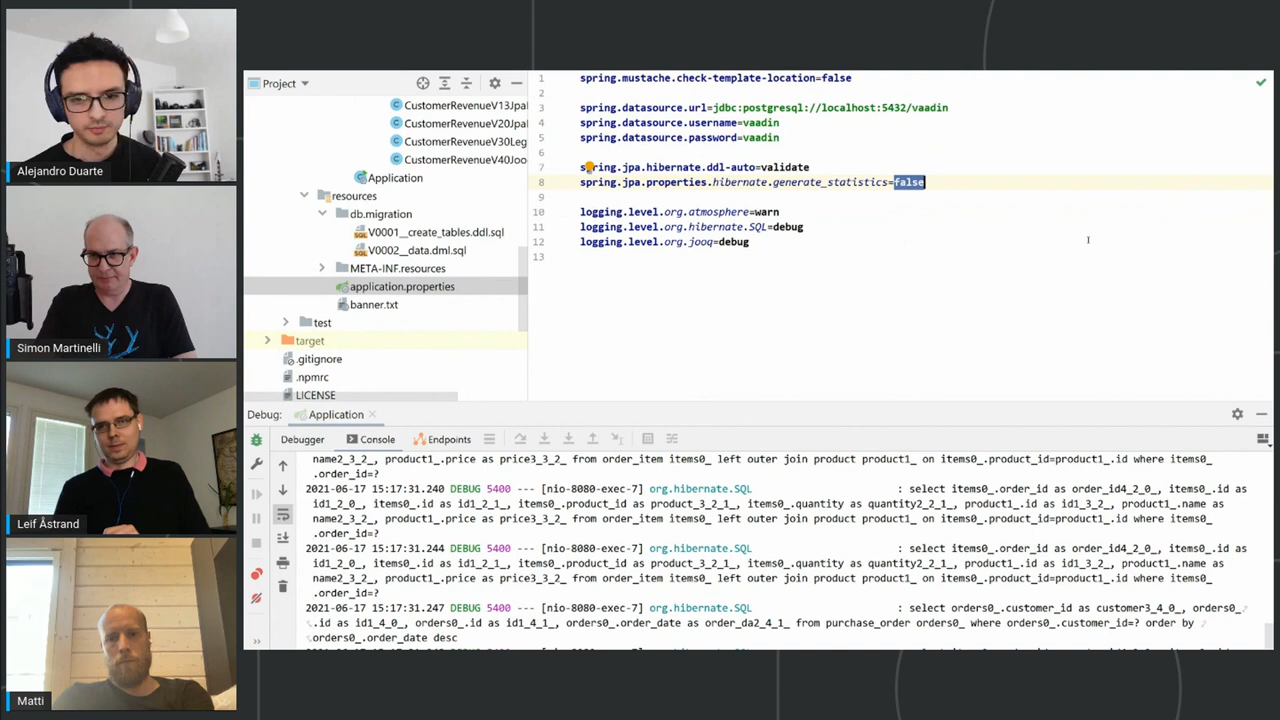 Alejandro Duarte
Simon Martinelli
Leif Åstrand
Matti
Project
CustomerRevenueV13Jpal
CustomerRevenueV20Jpal
CustomerRevenueV30Leg
CustomerRevenueV40Joo
Application
resources
db.migration
V0001__create_tables.ddl.sql
V0002__data.dml.sql
META-INF.resources
application.properties
banner.txt
test
target
.gitignore
.npmrc
LICENSE
1 spring.mustache.check-template-location=false
2
3 spring.datasource.url=jdbc:postgresql://localhost:5432/vaadin
4 spring.datasource.username=vaadin
5 spring.datasource.password=vaadin
6
7 spring.jpa.hibernate.ddl-auto=validate
8 spring.jpa.properties.hibernate.generate_statistics=false
9
10 logging.level.org.atmosphere=warn
11 logging.level.org.hibernate.SQL=debug
12 logging.level.org.jooq=debug
13
Debug: Application
Debugger Console Endpoints
name2_3_2_, product1_.price as price3_3_2_ from order_item items0_ left outer join product product1_ on items0_.product_id=product1_.id where items0_
.order_id=?
2021-06-17 15:17:31.240 DEBUG 5400 --- [nio-8080-exec-7] org.hibernate.SQL : select items0_.order_id as order_id4_2_0_, items0_.id as
id1_2_0_, items0_.id as id1_2_1_, items0_.product_id as product_3_2_1_, items0_.quantity as quantity2_2_1_, product1_.id as id1_3_2_, product1_.name as
name2_3_2_, product1_.price as price3_3_2_ from order_item items0_ left outer join product product1_ on items0_.product_id=product1_.id where items0_
.order_id=?
2021-06-17 15:17:31.244 DEBUG 5400 --- [nio-8080-exec-7] org.hibernate.SQL : select items0_.order_id as order_id4_2_0_, items0_.id as
id1_2_0_, items0_.id as id1_2_1_, items0_.product_id as product_3_2_1_, items0_.quantity as quantity2_2_1_, product1_.id as id1_3_2_, product1_.name as
name2_3_2_, product1_.price as price3_3_2_ from order_item items0_ left outer join product product1_ on items0_.product_id=product1_.id where items0_
.order_id=?
2021-06-17 15:17:31.247 DEBUG 5400 --- [nio-8080-exec-7] org.hibernate.SQL : select orders0_.customer_id as customer3_4_0_, orders0_
.id as id1_4_0_, orders0_.id as id1_4_1_, orders0_.order_date as order_da2_4_1_ from purchase_order orders0_ where orders0_.customer_id=? order by
orders0_.order_date desc